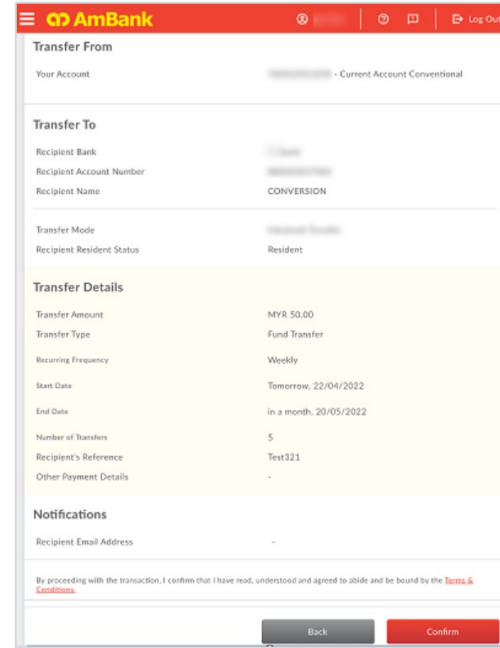 AmBank
Log Out
Transfer From
Your Account - Current Account Conventional
Transfer To
Recipient Bank
Recipient Account Number
Recipient Name CONVERSION
Transfer Mode
Recipient Resident Status Resident
Transfer Details
Transfer Amount MYR 50.00
Transfer Type Fund Transfer
Recurring Frequency Weekly
Start Date Tomorrow, 22/04/2022
End Date in a month, 20/05/2022
Number of Transfers 5
Recipient's Reference Test321
Other Payment Details -
Notifications
Recipient Email Address -
By proceeding with the transaction, I confirm that I have read, understood and agreed to abide and be bound by the Terms &
Conditions.
Back Confirm